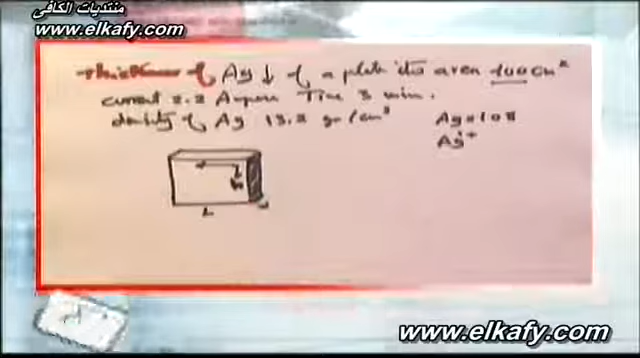 منتديات الكافى
www.elkafy.com
thickness of Ag ↓ of a plate its area 100 cm²
current 2.2 Ampere Time 3 min.
density of Ag 13.2 gm/cm³
Ag = 108
Ag⁺
L
www.elkafy.com